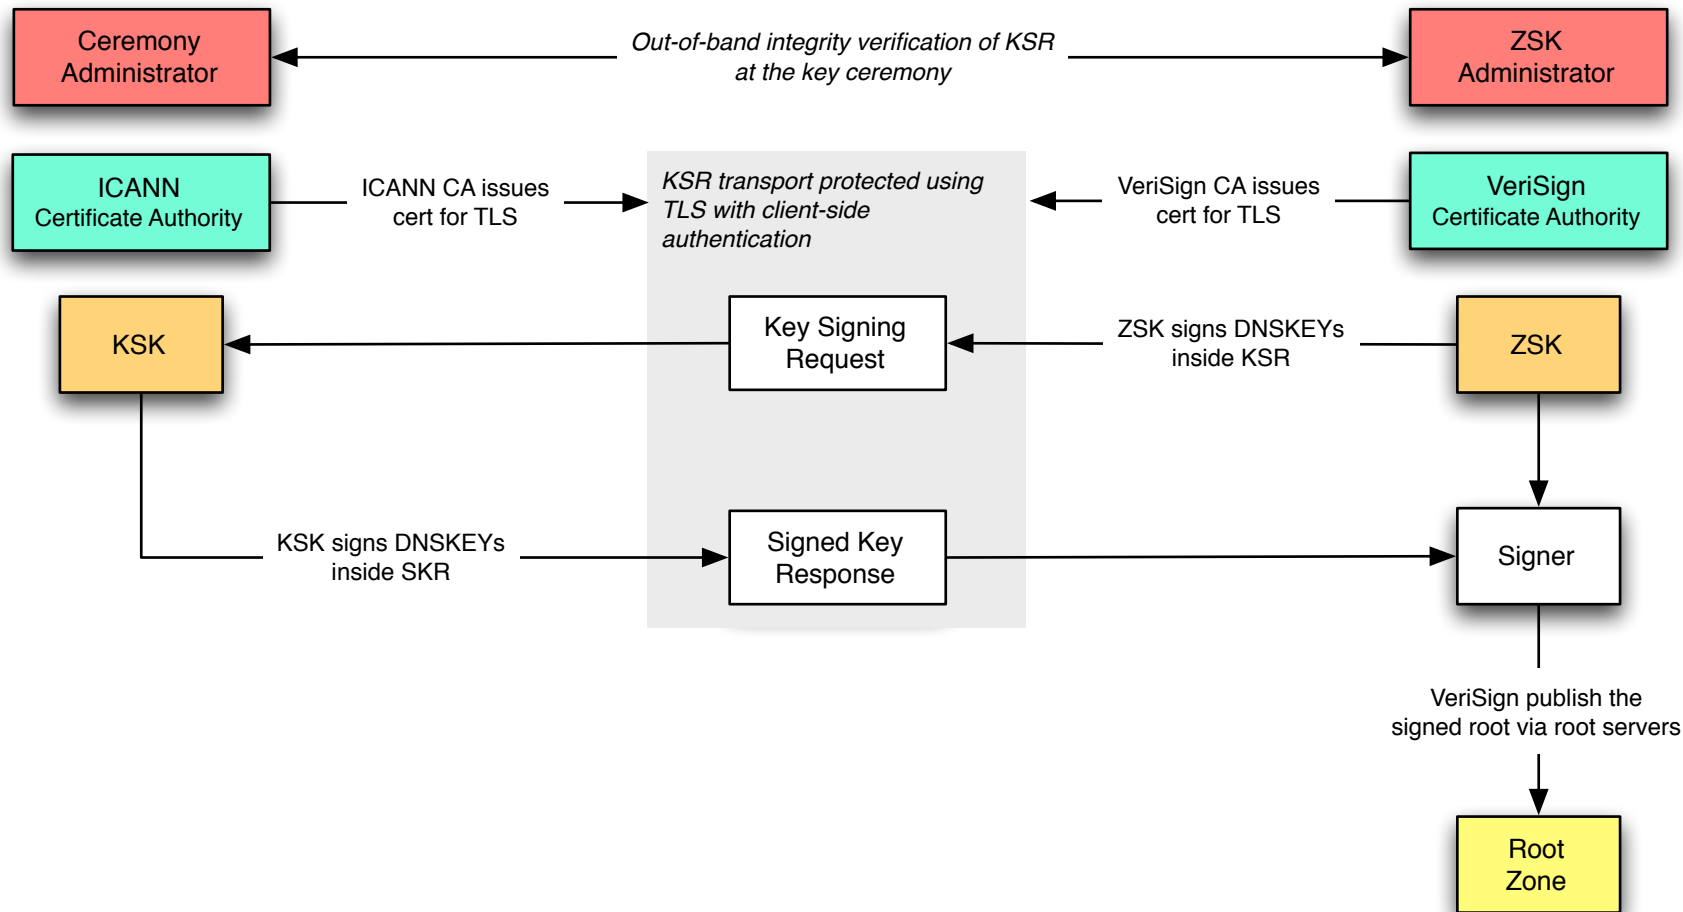 Ceremony
Administrator
Out-of-band integrity verification of KSR
at the key ceremony
ZSK
Administrator
ICANN
Certificate Authority
ICANN CA issues
cert for TLS
KSR transport protected using
TLS with client-side
authentication
VeriSign CA issues
cert for TLS
VeriSign
Certificate Authority
KSK
Key Signing
Request
ZSK signs DNSKEYs
inside KSR
ZSK
KSK signs DNSKEYs
inside SKR
Signed Key
Response
Signer
VeriSign publish the
signed root via root servers
Root
Zone